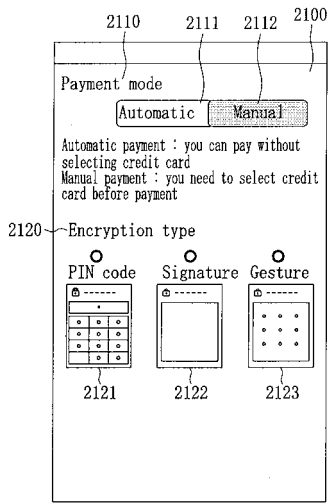 2110 2111 2112 2100
Payment mode
Automatic Manual
Automatic payment : you can pay without
selecting credit card
Manual payment : you need to select credit
card before payment
2120 Encryption type
PIN code Signature Gesture
2121 2122 2123